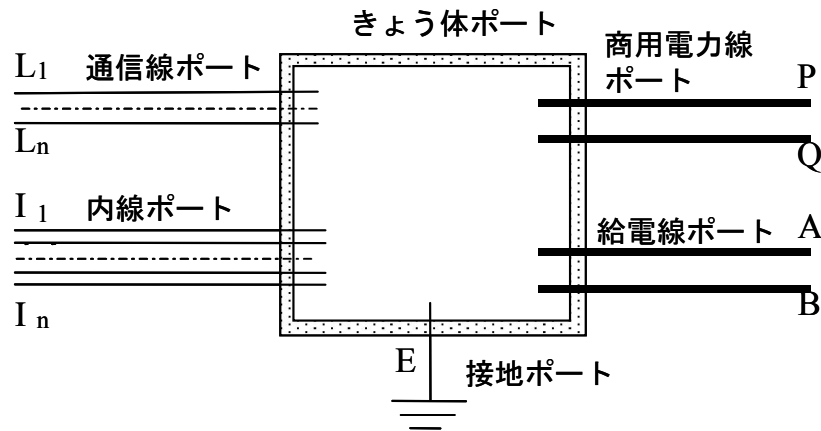 きょう体ポート
L1 通信線ポート
Ln
I 1 内線ポート
I n
商用電力線
ポート
P
Q
給電線ポート
A
B
E
接地ポート